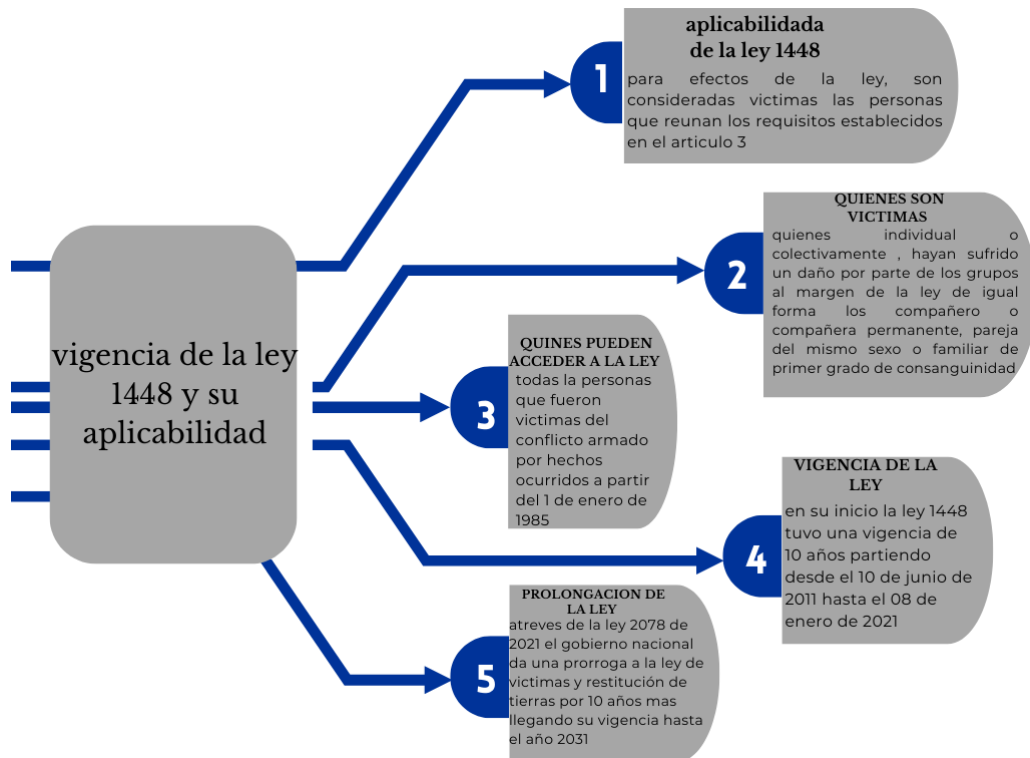 vigencia de la ley
1448 y su
aplicabilidad
1
aplicabilidada
de la ley 1448
para efectos de la ley, son
consideradas victimas las personas
que reunan los requisitos establecidos
en el articulo 3
2
QUIENES SON
VICTIMAS
quienes individual o
colectivamente , hayan sufrido
un daño por parte de los grupos
al margen de la ley de igual
forma los compañero o
compañera permanente, pareja
del mismo sexo o familiar de
primer grado de consanguinidad
3
QUINES PUEDEN
ACCEDER A LA LEY
todas la personas
que fueron
victimas del
conflicto armado
por hechos
ocurridos a partir
del 1 de enero de
1985
4
VIGENCIA DE LA
LEY
en su inicio la ley 1448
tuvo una vigencia de
10 años partiendo
desde el 10 de junio de
2011 hasta el 08 de
enero de 2021
5
PROLONGACION DE
LA LEY
atreves de la ley 2078 de
2021 el gobierno nacional
da una prorroga a la ley de
victimas y restitución de
tierras por 10 años mas
llegando su vigencia hasta
el año 2031